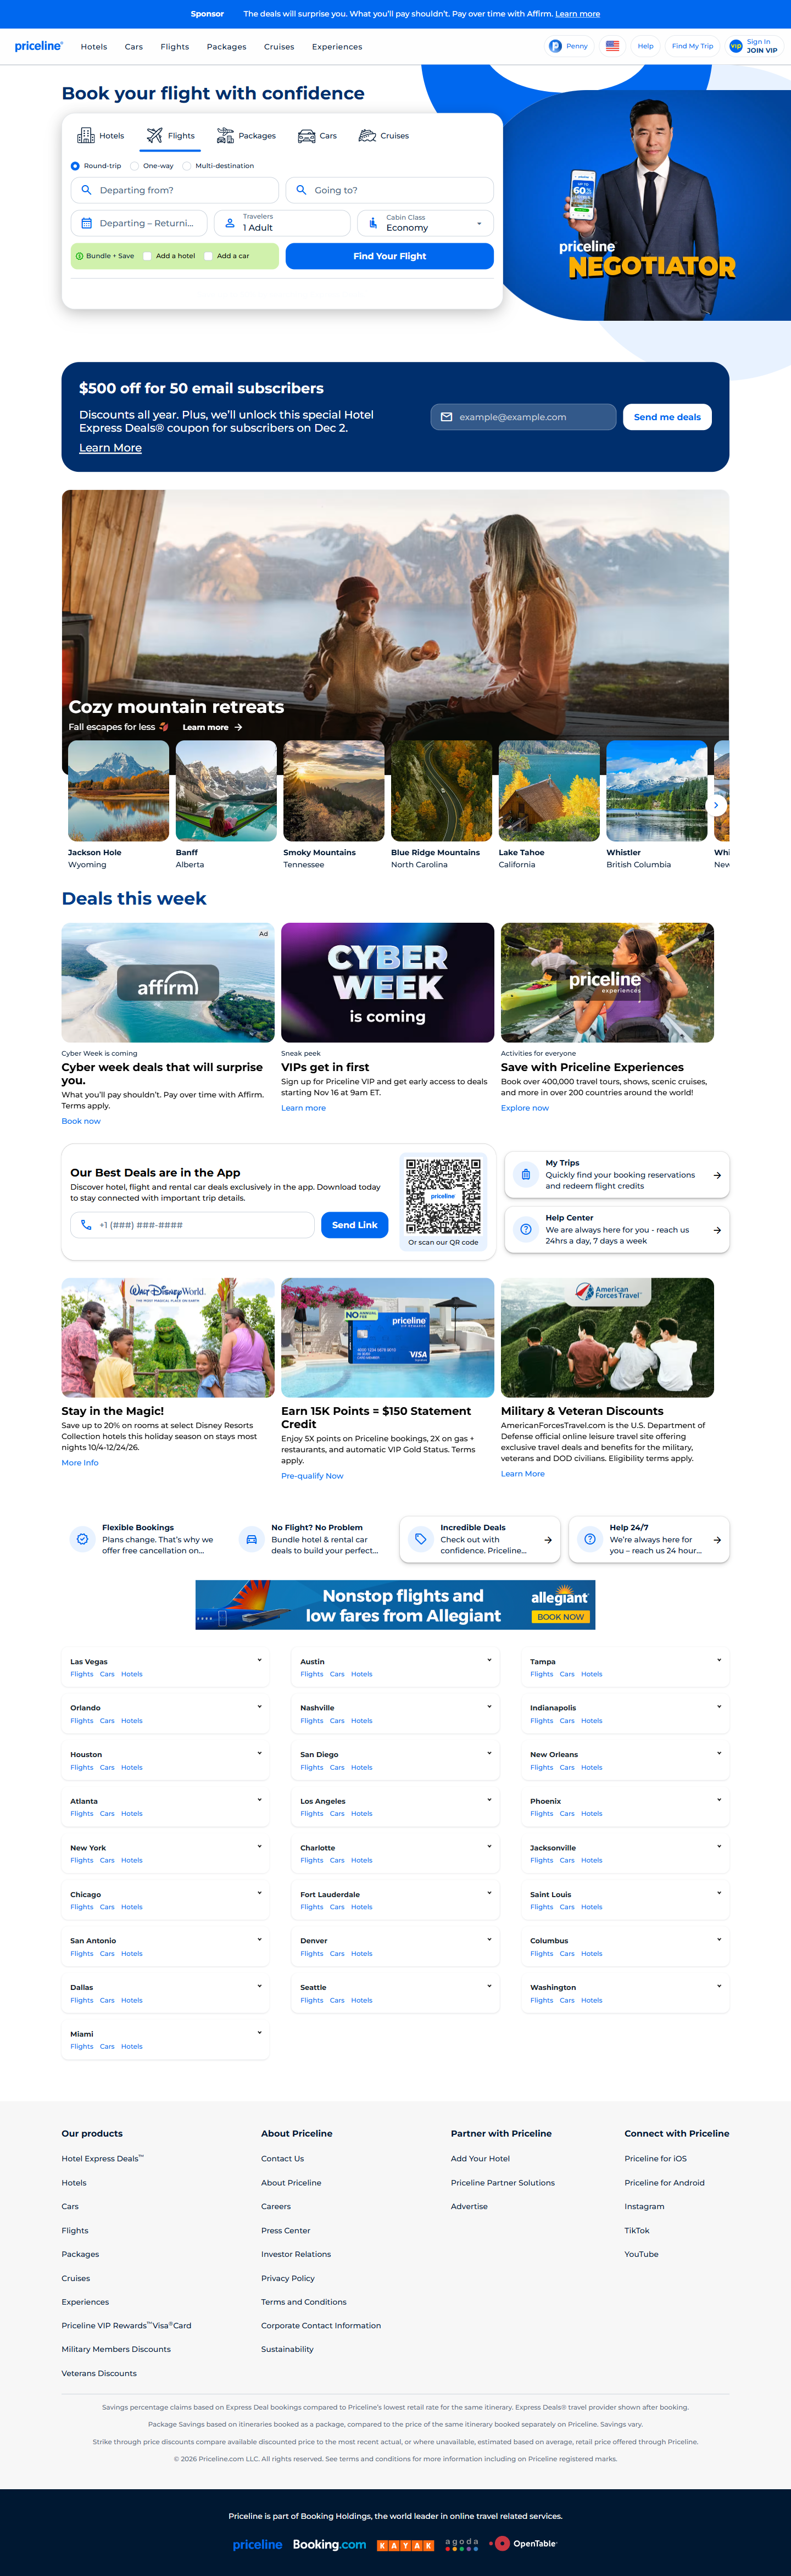 Sponsor The deals will surprise you. What you'll pay shouldn't. Pay over time with Affirm. Learn more
priceline® Hotels Cars Flights Packages Cruises Experiences Penny Help Find My Trip VIP Sign In JOIN VIP
Book your flight with confidence
Hotels Flights Packages Cars Cruises
Round-trip One-way Multi-destination
Departing from? Going to?
Departing – Returni... Travelers 1 Adult Cabin Class Economy
Bundle + Save Add a hotel Add a car Find Your Flight
UP TO
60%
priceline®
NEGOTIATOR
$500 off for 50 email subscribers
Discounts all year. Plus, we'll unlock this special Hotel
Express Deals® coupon for subscribers on Dec 2.
Learn More
example@example.com Send me deals
Cozy mountain retreats
Fall escapes for less 🍂 Learn more →
Jackson Hole
Wyoming
Banff
Alberta
Smoky Mountains
Tennessee
Blue Ridge Mountains
North Carolina
Lake Tahoe
California
Whistler
British Columbia
Whi
New
Deals this week
Ad
affirm
Cyber Week is coming
Cyber week deals that will surprise
you.
What you'll pay shouldn't. Pay over time with Affirm.
Terms apply.
Book now
CYBER
WEEK
is coming
Sneak peek
VIPs get in first
Sign up for Priceline VIP and get early access to deals
starting Nov 16 at 9am ET.
Learn more
priceline
experiences
Activities for everyone
Save with Priceline Experiences
Book over 400,000 travel tours, shows, scenic cruises,
and more in over 200 countries around the world!
Explore now
Our Best Deals are in the App
Discover hotel, flight and rental car deals exclusively in the app. Download today
to stay connected with important trip details.
+1 (###) ###-#### Send Link
priceline
Or scan our QR code
My Trips
Quickly find your booking reservations
and redeem flight credits
Help Center
We are always here for you - reach us
24hrs a day, 7 days a week
Walt Disney World.
THE MOST MAGICAL PLACE ON EARTH
Stay in the Magic!
Save up to 20% on rooms at select Disney Resorts
Collection hotels this holiday season on stays most
nights 10/4-12/24/26.
More Info
NO ANNUAL FEE
priceline
VISA
Earn 15K Points = $150 Statement
Credit
Enjoy 5X points on Priceline bookings, 2X on gas +
restaurants, and automatic VIP Gold Status. Terms
apply.
Pre-qualify Now
American
Forces Travel
Military & Veteran Discounts
AmericanForcesTravel.com is the U.S. Department of
Defense official online leisure travel site offering
exclusive travel deals and benefits for the military,
veterans and DOD civilians. Eligibility terms apply.
Learn More
Flexible Bookings
Plans change. That's why we
offer free cancellation on...
No Flight? No Problem
Bundle hotel & rental car
deals to build your perfect...
Incredible Deals
Check out with
confidence. Priceline...
Help 24/7
We're always here for
you – reach us 24 hour...
Nonstop flights and
low fares from Allegiant
allegiant
BOOK NOW
Las Vegas Austin Tampa
Flights Cars Hotels Flights Cars Hotels Flights Cars Hotels
Orlando Nashville Indianapolis
Flights Cars Hotels Flights Cars Hotels Flights Cars Hotels
Houston San Diego New Orleans
Flights Cars Hotels Flights Cars Hotels Flights Cars Hotels
Atlanta Los Angeles Phoenix
Flights Cars Hotels Flights Cars Hotels Flights Cars Hotels
New York Charlotte Jacksonville
Flights Cars Hotels Flights Cars Hotels Flights Cars Hotels
Chicago Fort Lauderdale Saint Louis
Flights Cars Hotels Flights Cars Hotels Flights Cars Hotels
San Antonio Denver Columbus
Flights Cars Hotels Flights Cars Hotels Flights Cars Hotels
Dallas Seattle Washington
Flights Cars Hotels Flights Cars Hotels Flights Cars Hotels
Miami
Flights Cars Hotels
Our products
Hotel Express Deals™
Hotels
Cars
Flights
Packages
Cruises
Experiences
Priceline VIP Rewards™Visa®Card
Military Members Discounts
Veterans Discounts
About Priceline
Contact Us
About Priceline
Careers
Press Center
Investor Relations
Privacy Policy
Terms and Conditions
Corporate Contact Information
Sustainability
Partner with Priceline
Add Your Hotel
Priceline Partner Solutions
Advertise
Connect with Priceline
Priceline for iOS
Priceline for Android
Instagram
TikTok
YouTube
Savings percentage claims based on Express Deal bookings compared to Priceline's lowest retail rate for the same itinerary. Express Deals® travel provider shown after booking.
Package Savings based on itineraries booked as a package, compared to the price of the same itinerary booked separately on Priceline. Savings vary.
Strike through price discounts compare available discounted price to the most recent actual, or where unavailable, estimated based on average, retail price offered through Priceline.
© 2026 Priceline.com LLC. All rights reserved. See terms and conditions for more information including on Priceline registered marks.
Priceline is part of Booking Holdings, the world leader in online travel related services.
priceline Booking.com KAYAK agoda OpenTable